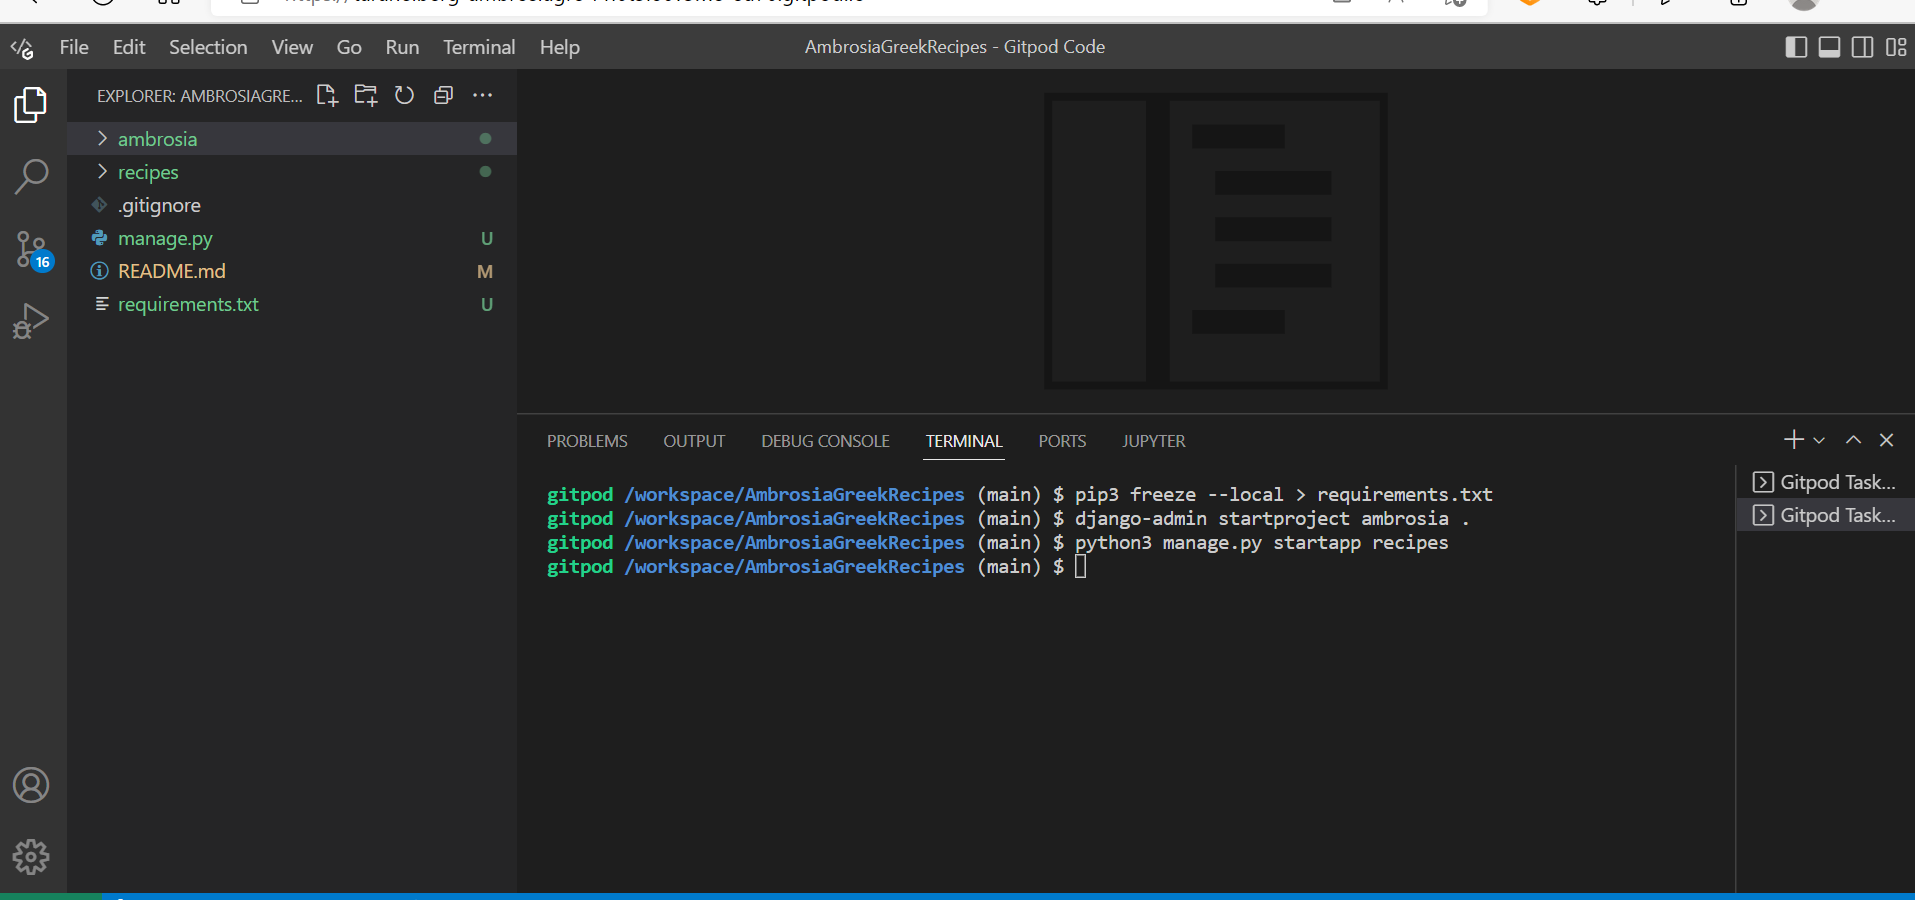 File Edit Selection View Go Run Terminal Help
AmbrosiaGreekRecipes - Gitpod Code
EXPLORER: AMBROSIAGRE...
ambrosia
recipes
.gitignore
manage.py U
README.md M
requirements.txt U
16
PROBLEMS OUTPUT DEBUG CONSOLE TERMINAL PORTS JUPYTER
gitpod /workspace/AmbrosiaGreekRecipes (main) $ pip3 freeze --local > requirements.txt
gitpod /workspace/AmbrosiaGreekRecipes (main) $ django-admin startproject ambrosia .
gitpod /workspace/AmbrosiaGreekRecipes (main) $ python3 manage.py startapp recipes
gitpod /workspace/AmbrosiaGreekRecipes (main) $
Gitpod Task...
Gitpod Task...